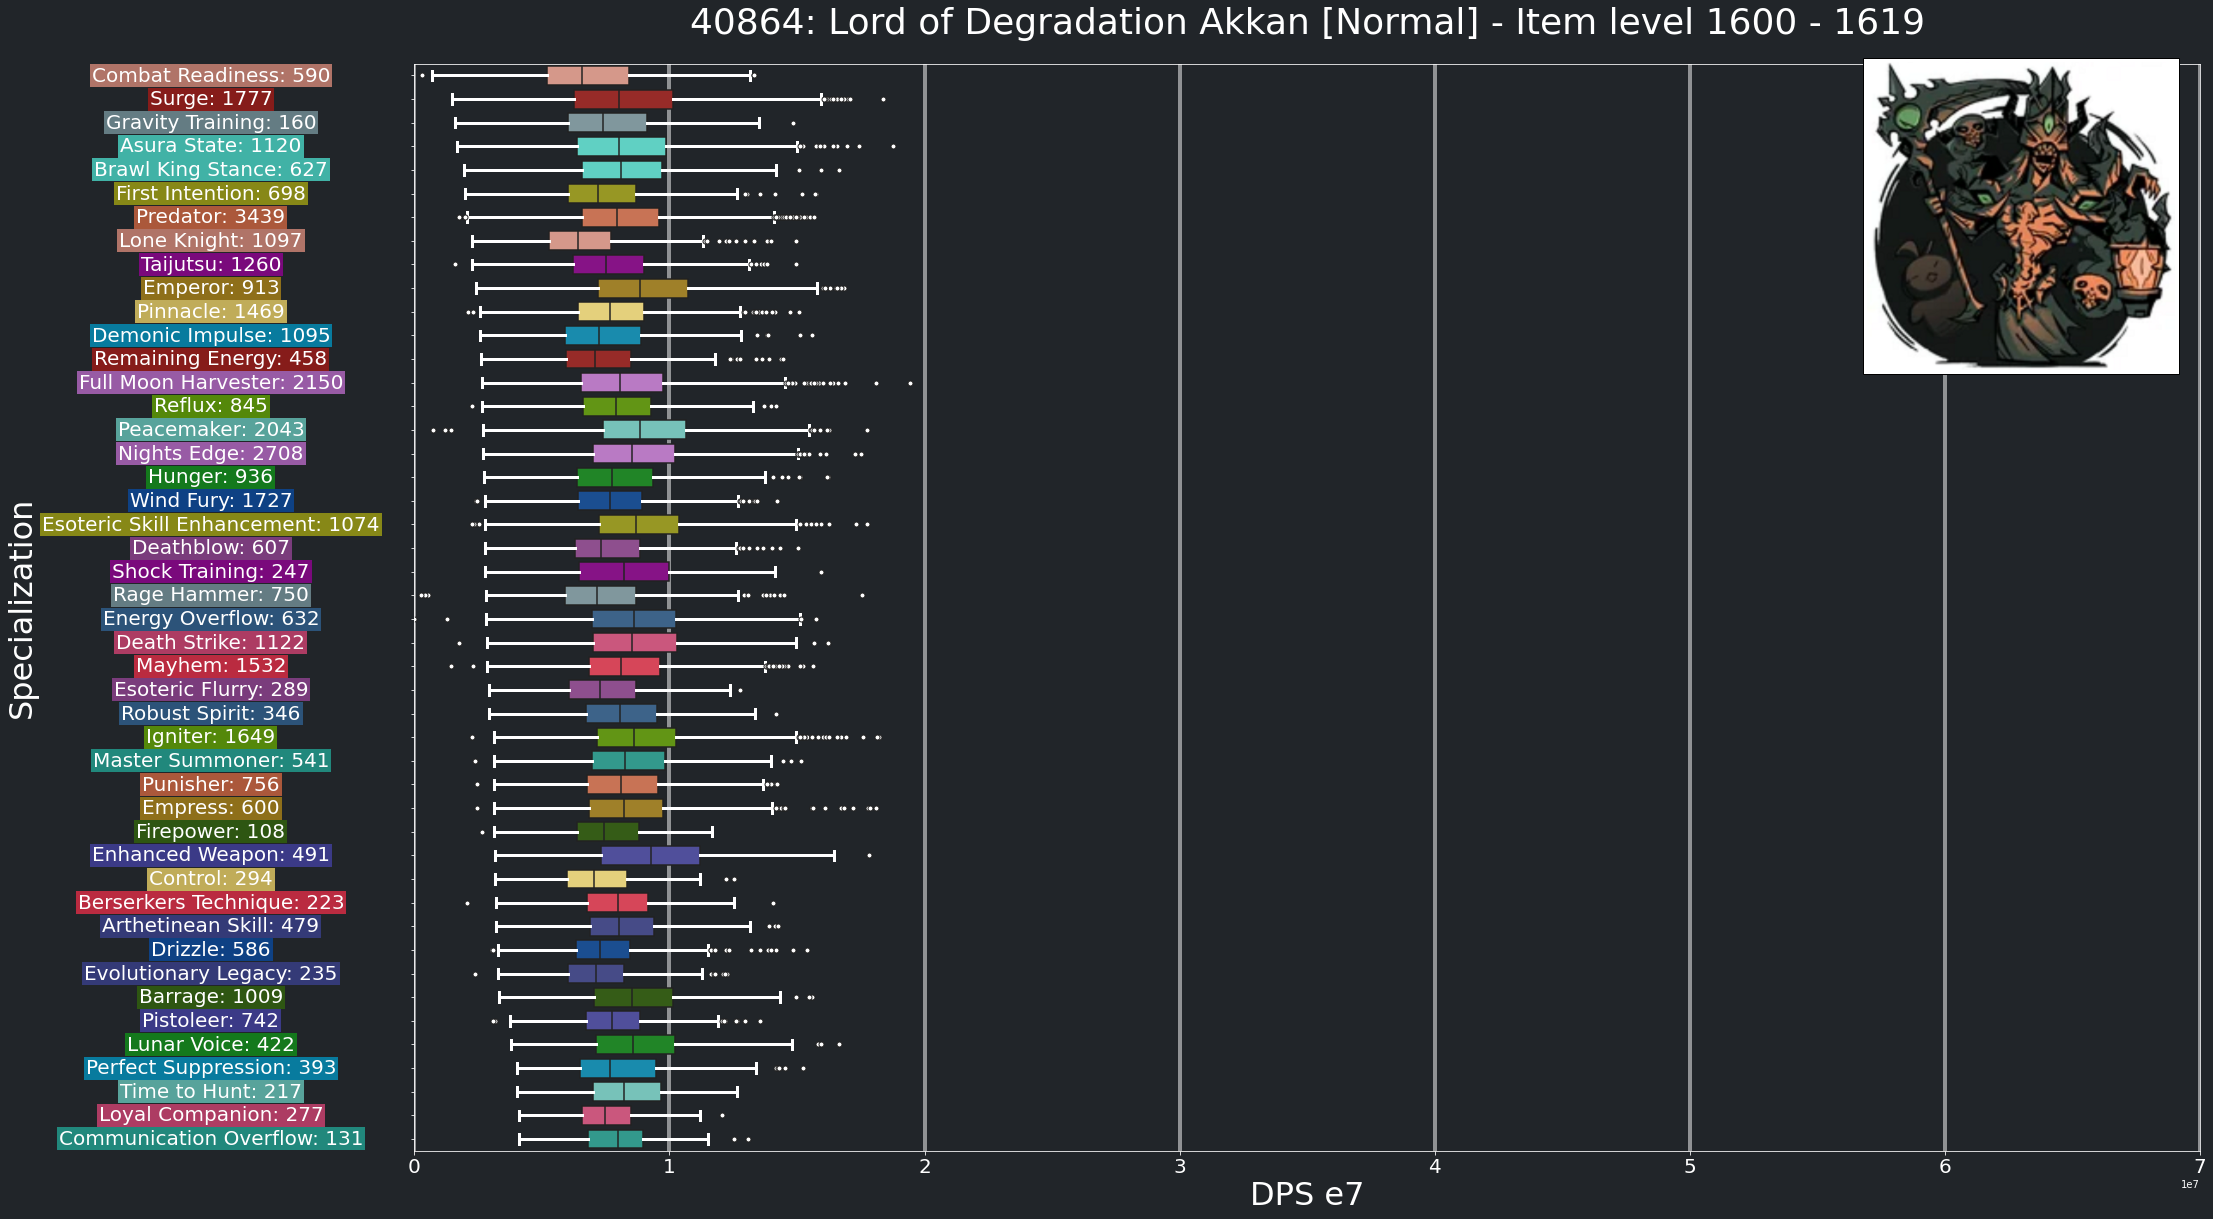 40864: Lord of Degradation Akkan [Normal] - Item level 1600 - 1619
Combat Readiness: 590
Surge: 1777
Gravity Training: 160
Asura State: 1120
Brawl King Stance: 627
First Intention: 698
Predator: 3439
Lone Knight: 1097
Taijutsu: 1260
Emperor: 913
Pinnacle: 1469
Demonic Impulse: 1095
Remaining Energy: 458
Full Moon Harvester: 2150
Reflux: 845
Peacemaker: 2043
Nights Edge: 2708
Hunger: 936
Wind Fury: 1727
Esoteric Skill Enhancement: 1074
Deathblow: 607
Shock Training: 247
Rage Hammer: 750
Energy Overflow: 632
Death Strike: 1122
Mayhem: 1532
Esoteric Flurry: 289
Robust Spirit: 346
Igniter: 1649
Master Summoner: 541
Punisher: 756
Empress: 600
Firepower: 108
Enhanced Weapon: 491
Control: 294
Berserkers Technique: 223
Arthetinean Skill: 479
Drizzle: 586
Evolutionary Legacy: 235
Barrage: 1009
Pistoleer: 742
Lunar Voice: 422
Perfect Suppression: 393
Time to Hunt: 217
Loyal Companion: 277
Communication Overflow: 131
Specialization
0 1 2 3 4 5 6 7
1e7
DPS e7